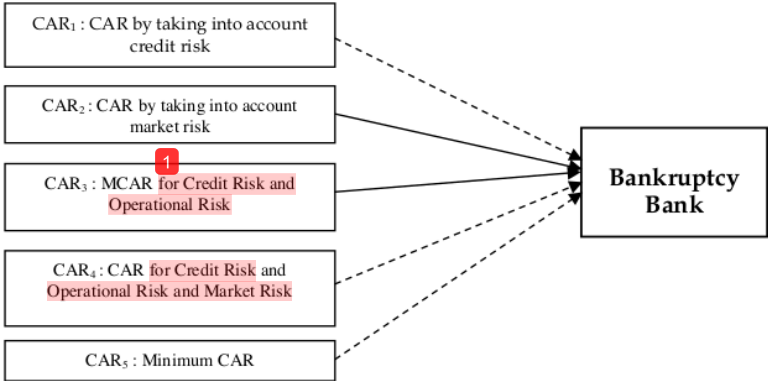 CAR₁ : CAR by taking into account
credit risk
CAR₂ : CAR by taking into account
market risk
1
CAR₃ : MCAR for Credit Risk and
Operational Risk
CAR₄ : CAR for Credit Risk and
Operational Risk and Market Risk
CAR₅ : Minimum CAR
Bankruptcy
Bank